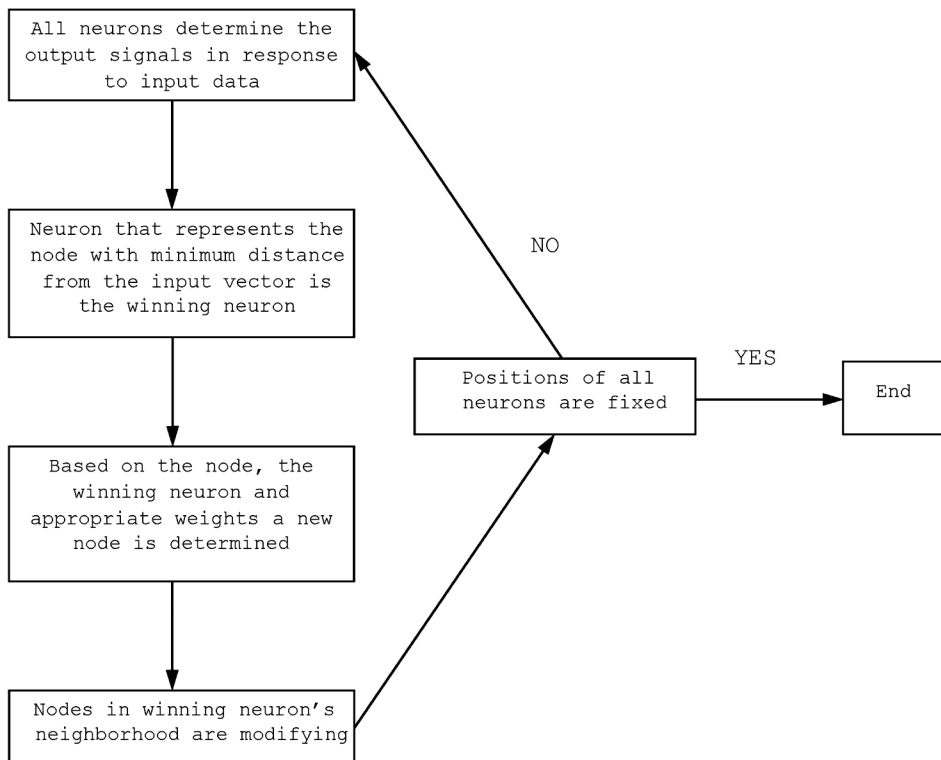 All neurons determine the
output signals in response
to input data
Neuron that represents the
node with minimum distance
from the input vector is
the winning neuron
Based on the node, the
winning neuron and
appropriate weights a new
node is determined
Nodes in winning neuron's
neighborhood are modifying
Positions of all
neurons are fixed
NO
YES
End